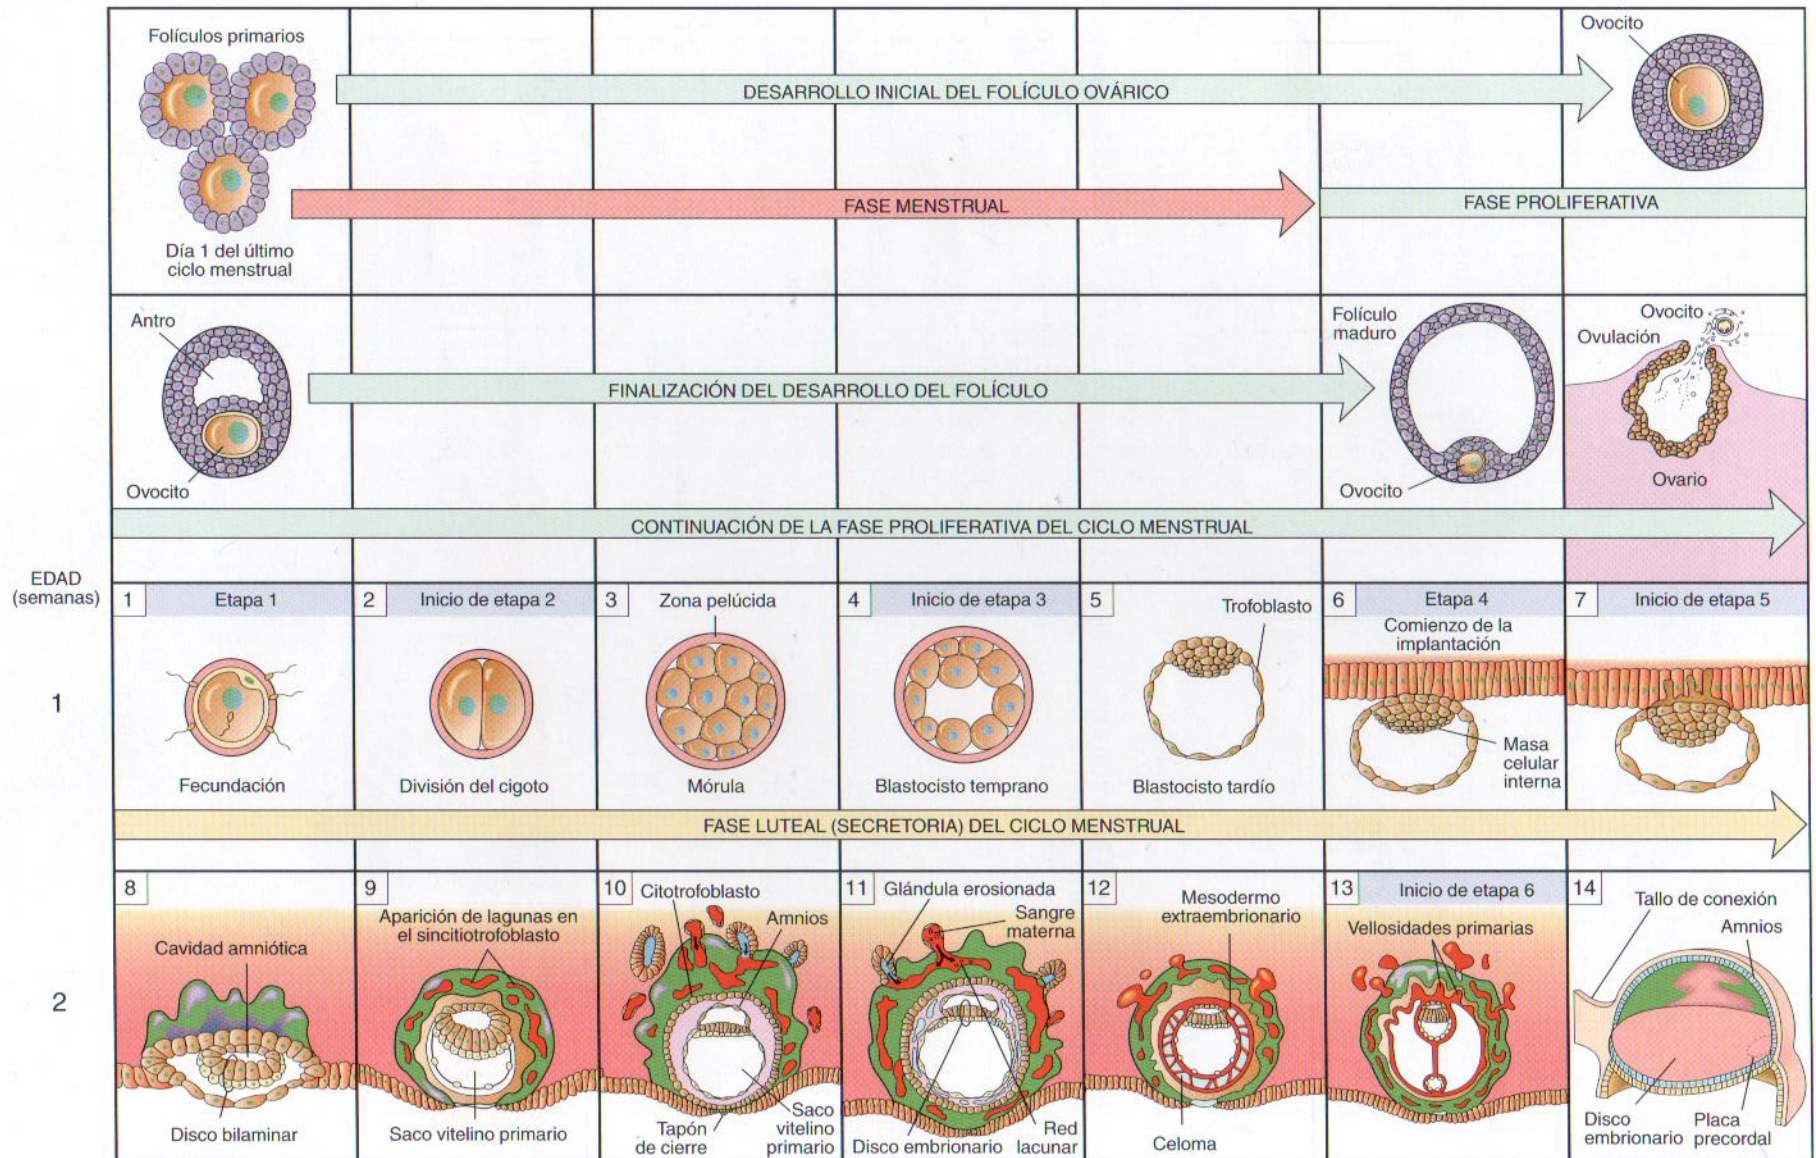 Folículos primarios
Ovocito
DESARROLLO INICIAL DEL FOLÍCULO OVÁRICO
FASE MENSTRUAL
FASE PROLIFERATIVA
Día 1 del último
ciclo menstrual
Antro
Ovocito
FINALIZACIÓN DEL DESARROLLO DEL FOLÍCULO
Folículo
maduro
Ovocito
Ovocito
Ovulación
Ovario
CONTINUACIÓN DE LA FASE PROLIFERATIVA DEL CICLO MENSTRUAL
EDAD
(semanas)
1
1 Etapa 1
Fecundación
2 Inicio de etapa 2
División del cigoto
3 Zona pelúcida
Mórula
4 Inicio de etapa 3
Blastocisto temprano
5
Trofoblasto
Blastocisto tardío
6 Etapa 4
Comienzo de la
implantación
Masa
celular
interna
7 Inicio de etapa 5
FASE LUTEAL (SECRETORIA) DEL CICLO MENSTRUAL
2
8
Cavidad amniótica
Disco bilaminar
9
Aparición de lagunas en
el sincitiotrofoblasto
Saco vitelino primario
10 Citotrofoblasto
Amnios
Tapón
de cierre
Saco
vitelino
primario
11 Glándula erosionada
Sangre
materna
Disco embrionario
Red
lacunar
12
Mesodermo
extraembrionario
Celoma
13 Inicio de etapa 6
Vellosidades primarias
14
Tallo de conexión
Amnios
Disco
embrionario
Placa
precordal